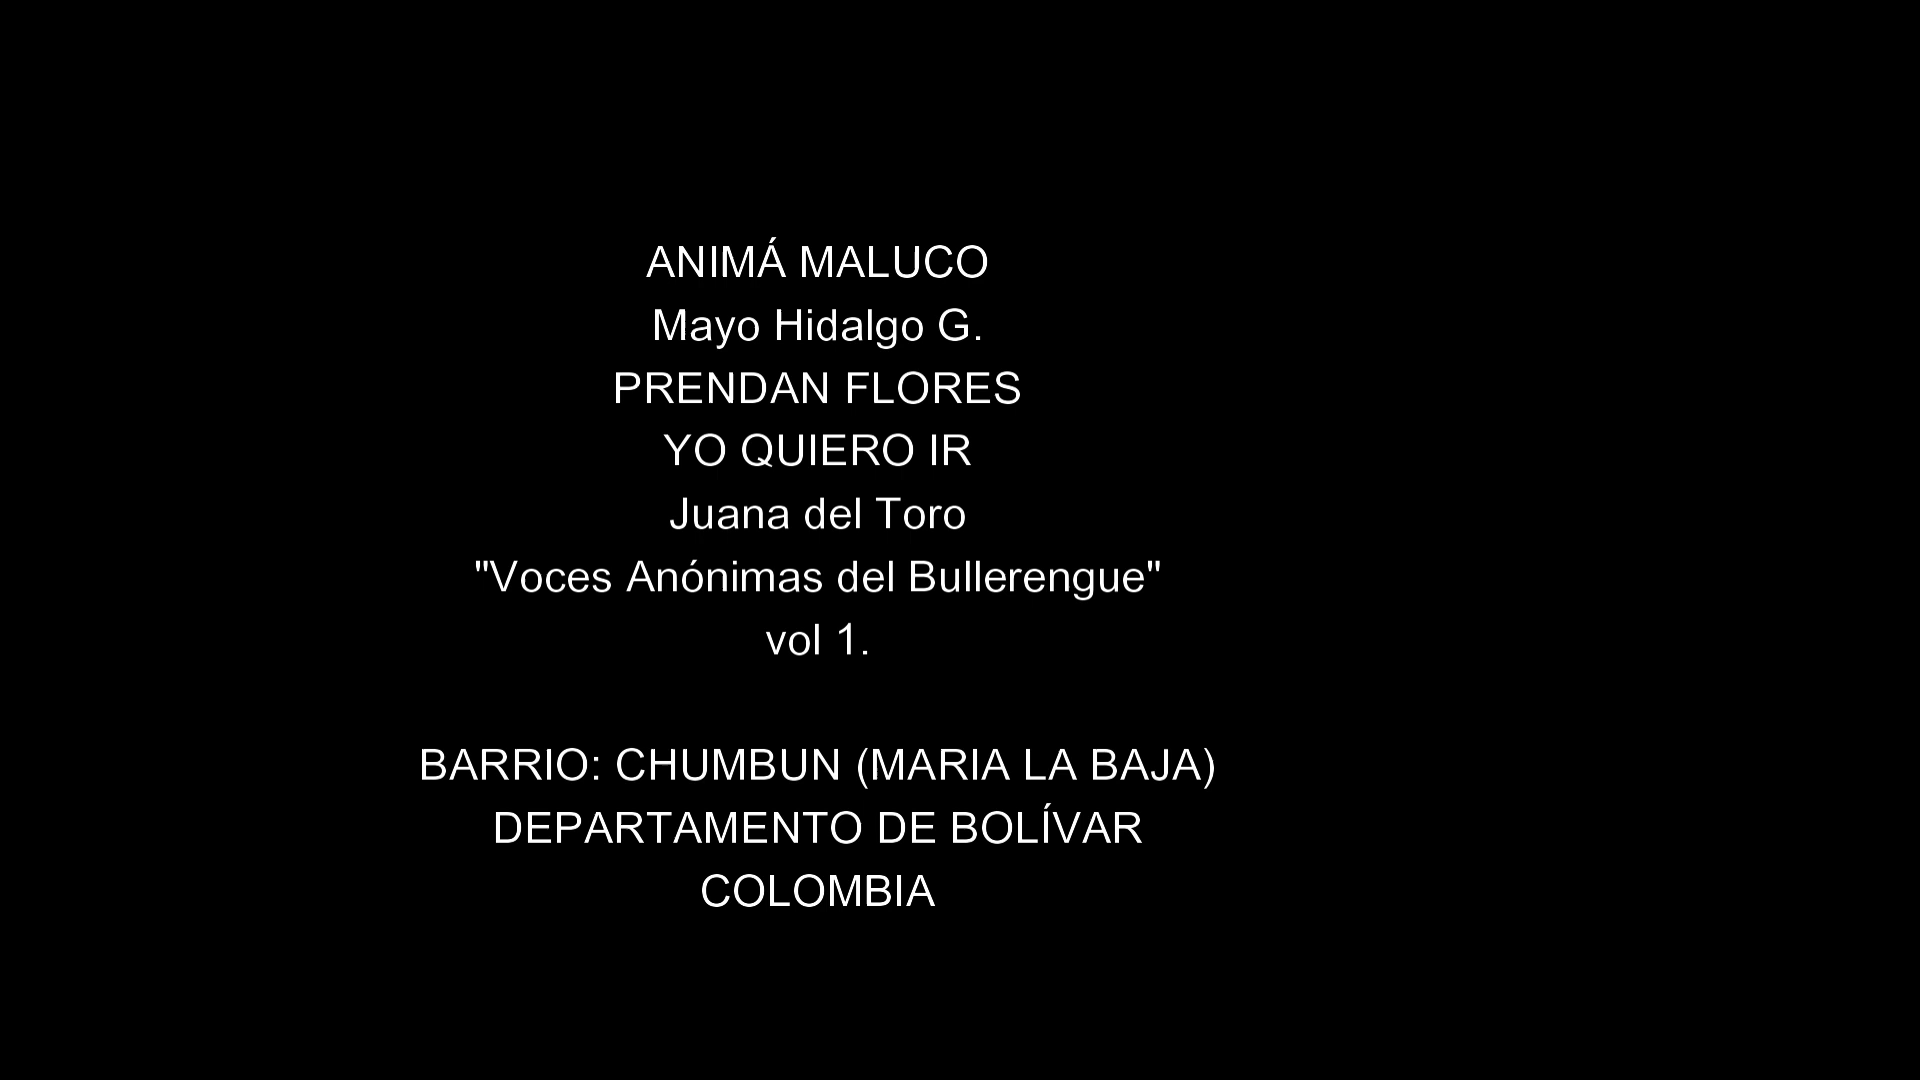 ANIMÁ MALUCO
Mayo Hidalgo G.
PRENDAN FLORES
YO QUIERO IR
Juana del Toro
"Voces Anónimas del Bullerengue"
vol 1.
BARRIO: CHUMBUN (MARIA LA BAJA)
DEPARTAMENTO DE BOLÍVAR
COLOMBIA